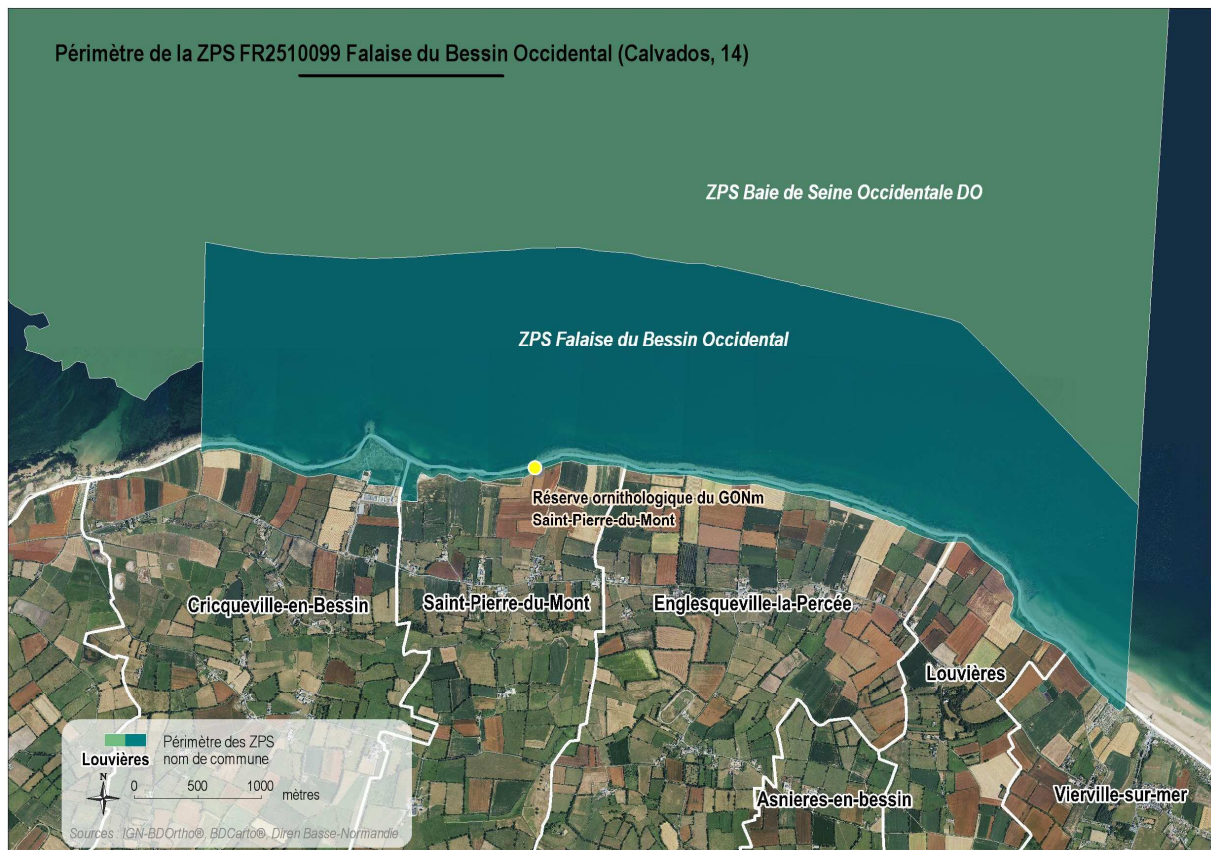 Périmètre de la ZPS FR2510099 Falaise du Bessin Occidental (Calvados, 14)
ZPS Baie de Seine Occidentale DO
ZPS Falaise du Bessin Occidental
Réserve ornithologique du GONm
Saint-Pierre-du-Mont
Cricqueville-en-Bessin
Saint-Pierre-du-Mont
Englesqueville-la-Percée
Louvières
Asnieres-en-bessin
Vierville-sur-mer
Périmètre des ZPS
Louvières nom de commune
N
0 500 1000 mètres
Sources : IGN-BDOrtho®, BDCarto®, Diren Basse-Normandie